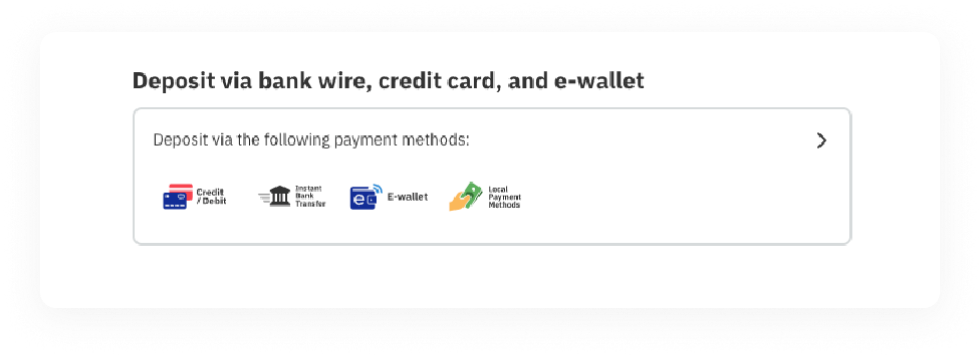 Deposit via bank wire, credit card, and e-wallet
Deposit via the following payment methods:
Credit
/ Debit
Instant
Bank
Transfer
E-wallet
Local
Payment
Methods